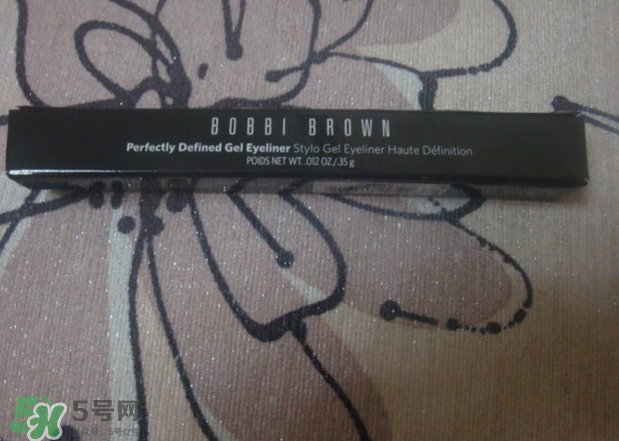 BOBBI BROWN
Perfectly Defined Gel Eyeliner Stylo Gel Eyeliner Haute Définition
POIDS NET WT. .012 OZ./.35 g
5号网